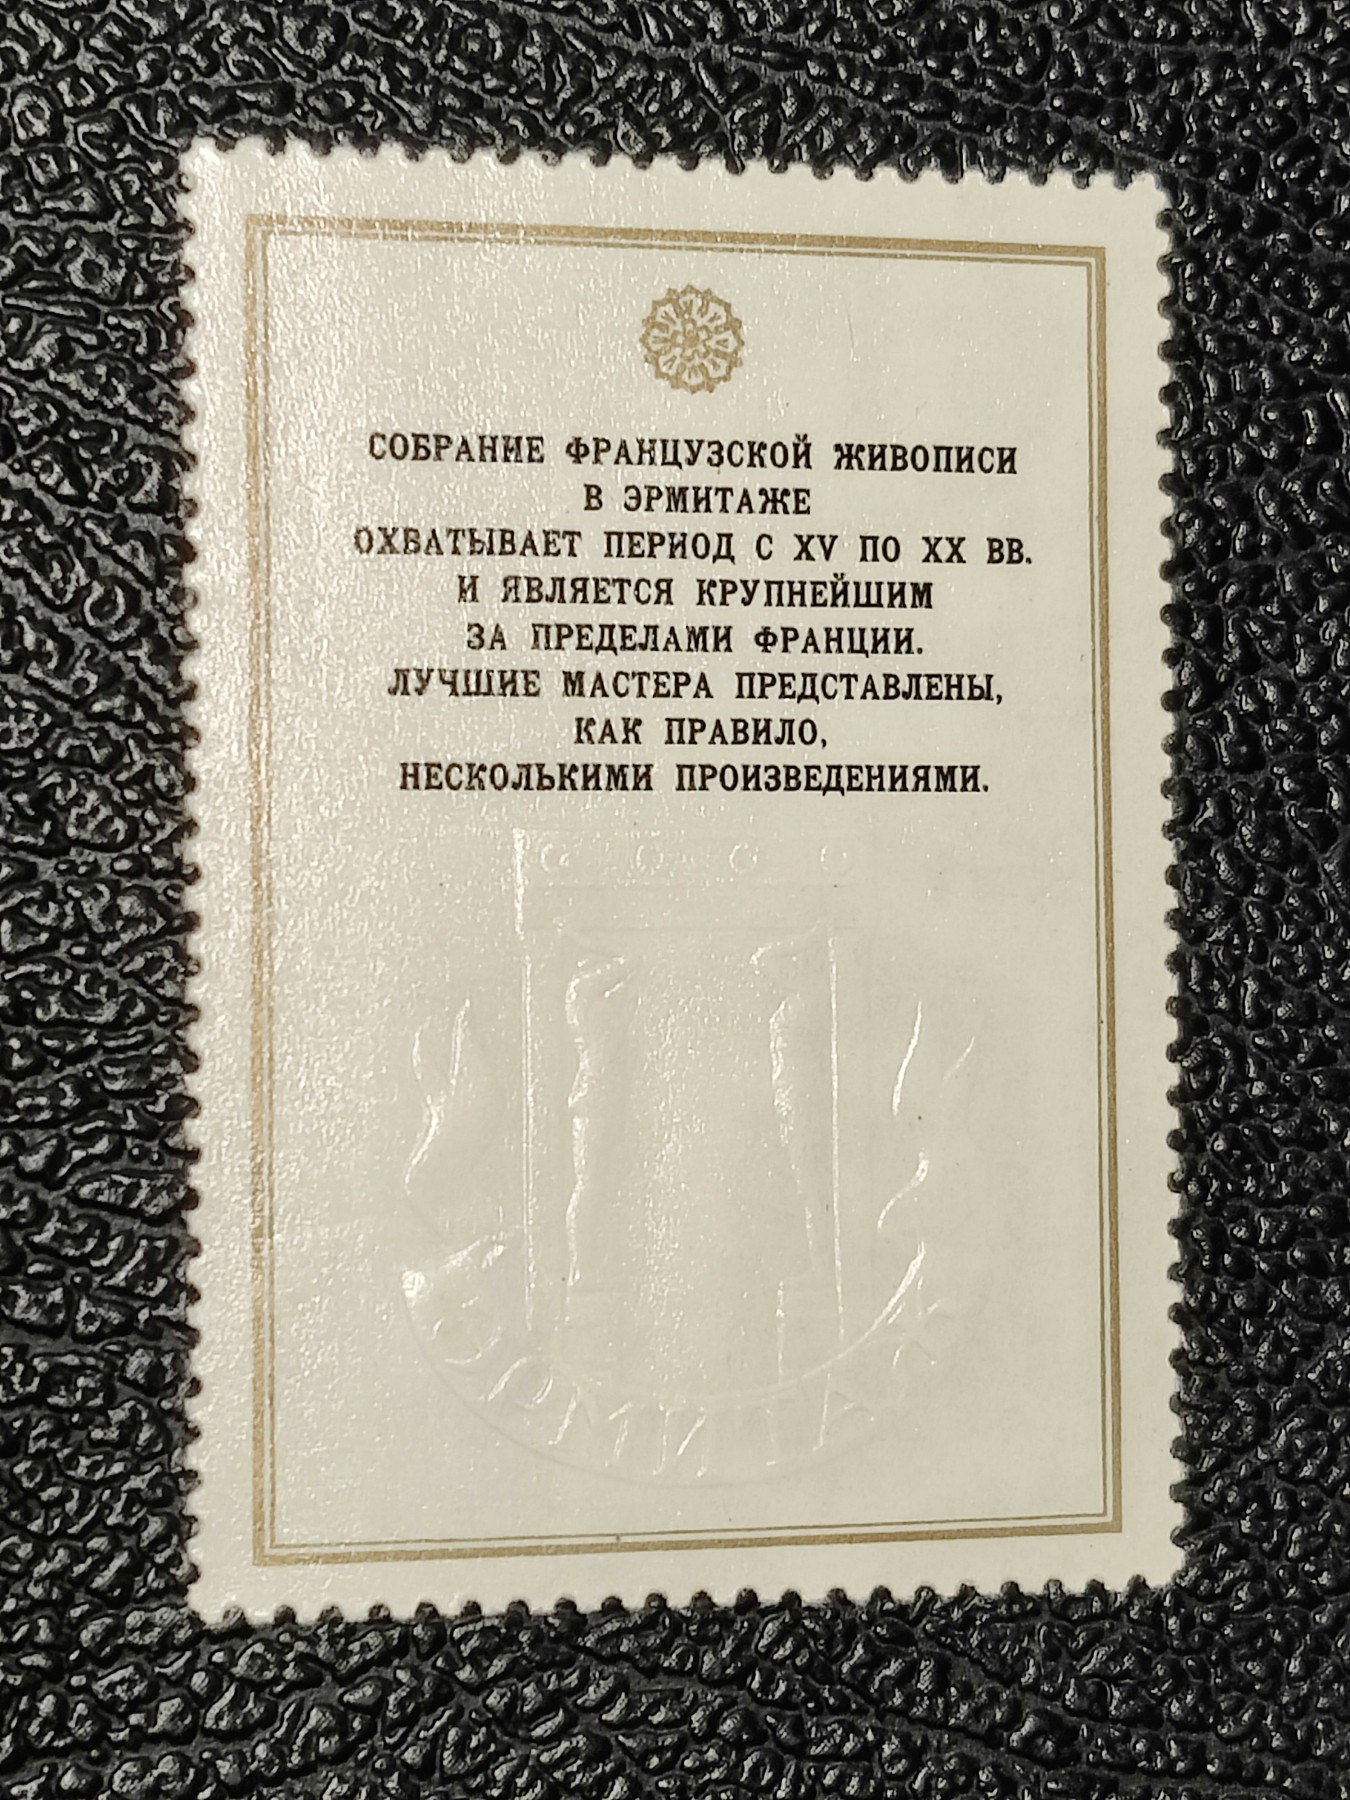 СОБРАНИЕ ФРАНЦУЗСКОЙ ЖИВОПИСИ
В ЭРМИТАЖЕ
ОХВАТЫВАЕТ ПЕРИОД С XV ПО XX ВВ.
И ЯВЛЯЕТСЯ КРУПНЕЙШИМ
ЗА ПРЕДЕЛАМИ ФРАНЦИИ.
ЛУЧШИЕ МАСТЕРА ПРЕДСТАВЛЕНЫ,
КАК ПРАВИЛО,
НЕСКОЛЬКИМИ ПРОИЗВЕДЕНИЯМИ.
ЭРМИТАЖ